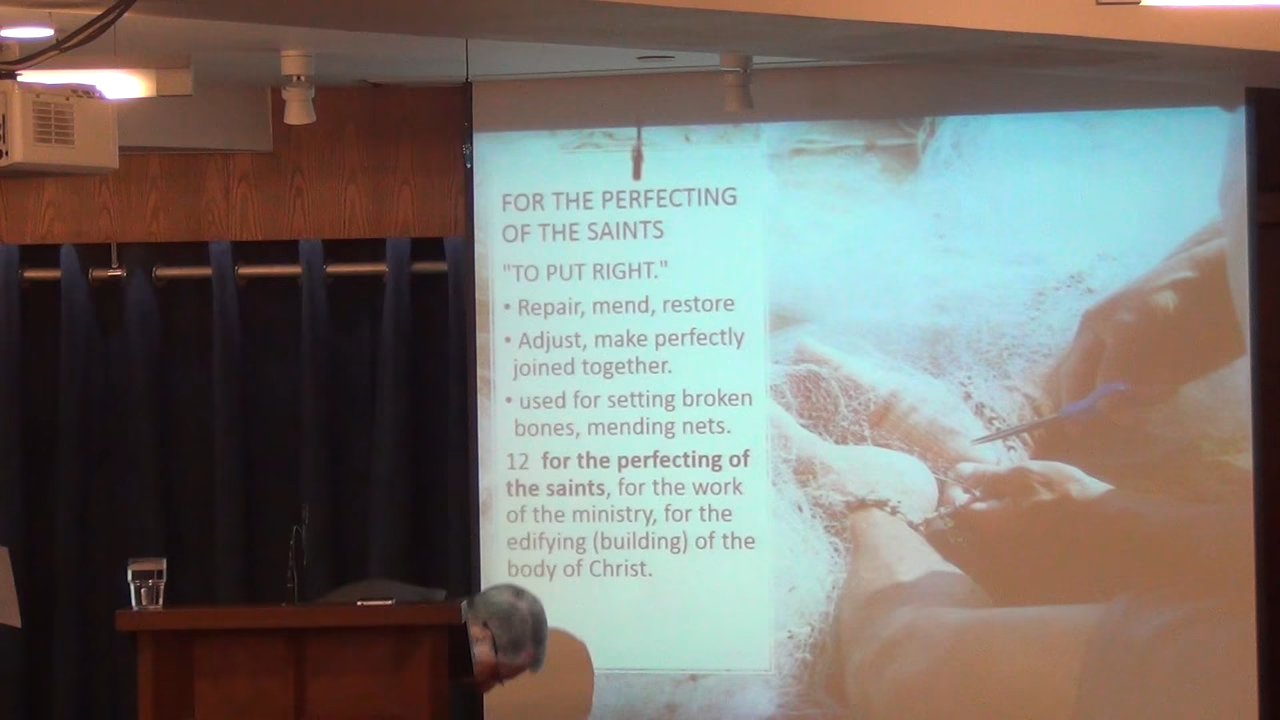 FOR THE PERFECTING
OF THE SAINTS
"TO PUT RIGHT."
• Repair, mend, restore
• Adjust, make perfectly
joined together.
• used for setting broken
bones, mending nets.
12 for the perfecting of
the saints, for the work
of the ministry, for the
edifying (building) of the
body of Christ.